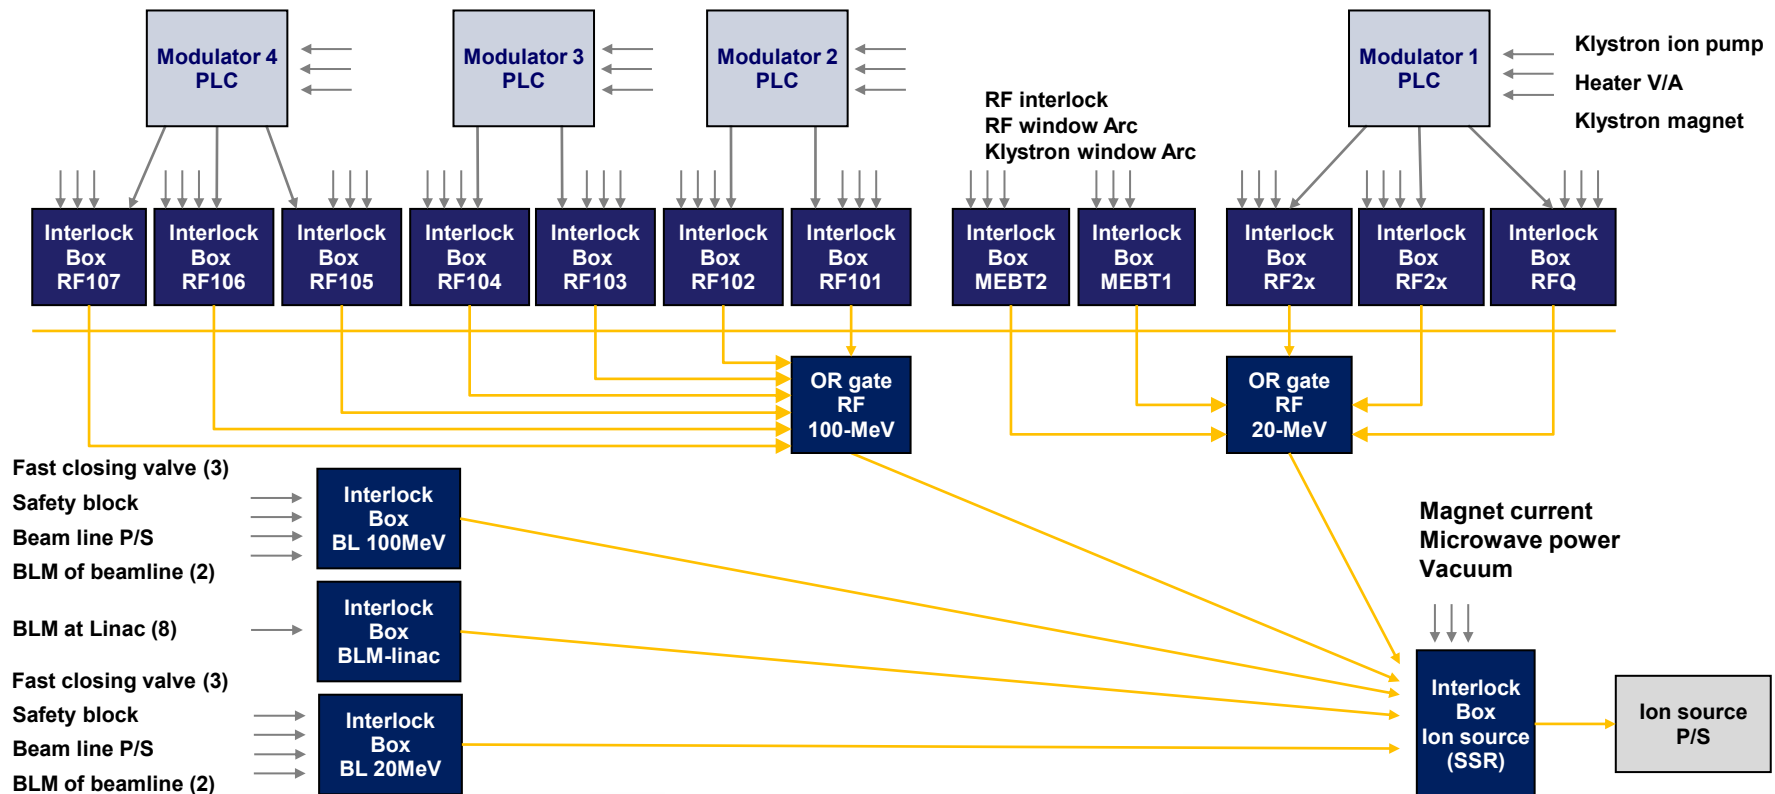 Modulator 4
PLC
Modulator 3
PLC
Modulator 2
PLC
Modulator 1
PLC
Klystron ion pump
Heater V/A
Klystron magnet
RF interlock
RF window Arc
Klystron window Arc
Interlock
Box
RF107
Interlock
Box
RF106
Interlock
Box
RF105
Interlock
Box
RF104
Interlock
Box
RF103
Interlock
Box
RF102
Interlock
Box
RF101
Interlock
Box
MEBT2
Interlock
Box
MEBT1
Interlock
Box
RF2x
Interlock
Box
RF2x
Interlock
Box
RFQ
OR gate
RF
100-MeV
OR gate
RF
20-MeV
Fast closing valve (3)
Safety block
Beam line P/S
BLM of beamline (2)
Interlock
Box
BL 100MeV
BLM at Linac (8)
Interlock
Box
BLM-linac
Fast closing valve (3)
Safety block
Beam line P/S
BLM of beamline (2)
Interlock
Box
BL 20MeV
Magnet current
Microwave power
Vacuum
Interlock
Box
Ion source
(SSR)
Ion source
P/S